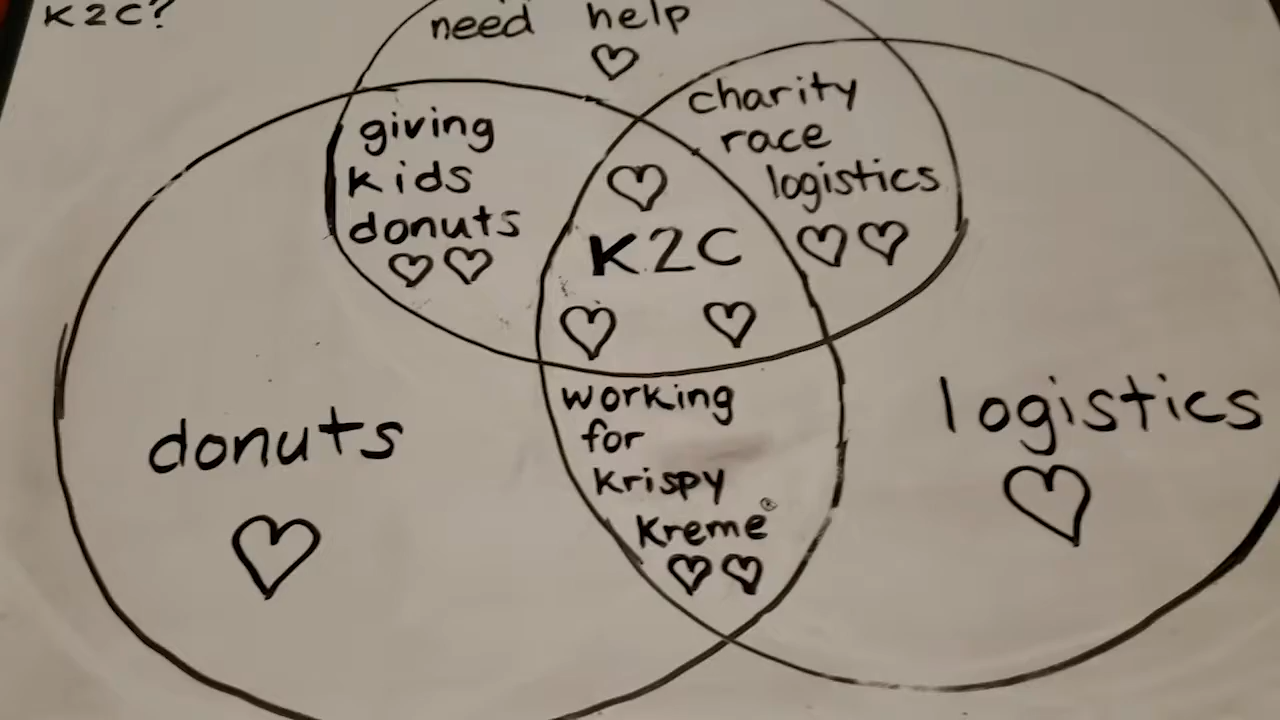 K2C?
need help
♡
charity
race
logistics
♡ ♡
giving
kids
donuts
♡ ♡
♡
K2C
♡ ♡
donuts
♡
logistics
♡
working
for
Krispy
Kreme®
♡ ♡